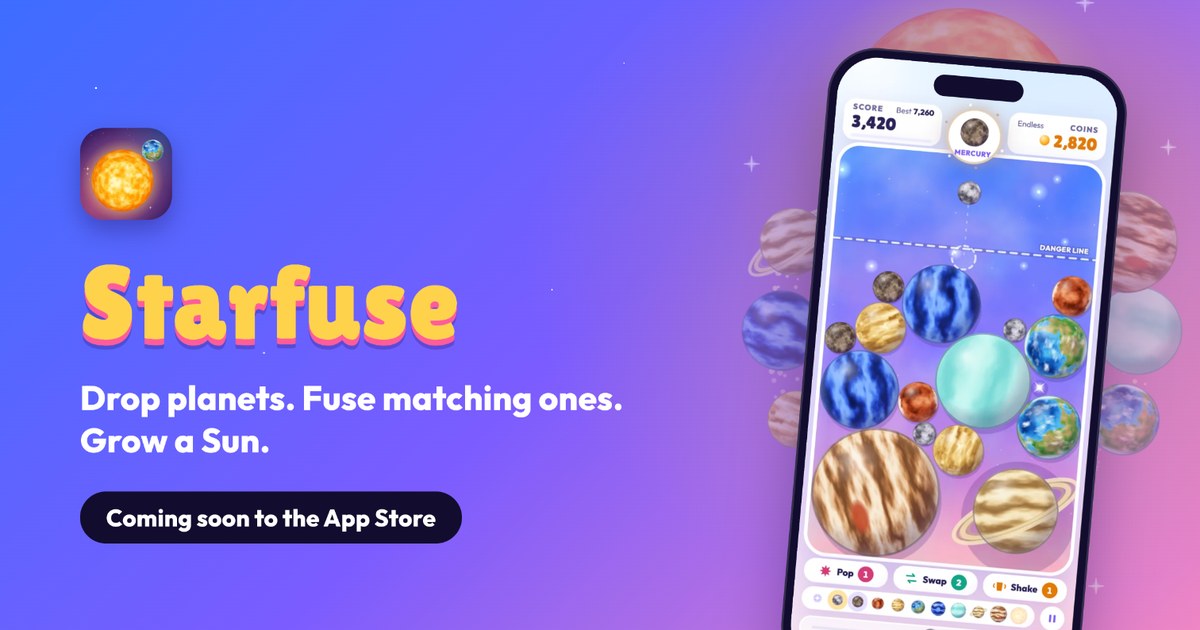 Starfuse
Drop planets. Fuse matching ones.
Grow a Sun.
Coming soon to the App Store
SCORE
Best 7,260
3,420
MERCURY
Endless
COINS
2,820
DANGER LINE
Pop 1
Swap 2
Shake 1